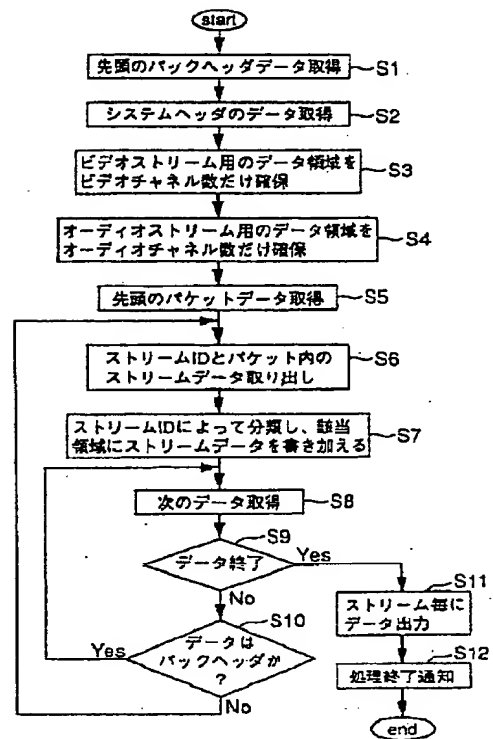 start
先頭のパックヘッダデータ取得
S1
システムヘッダのデータ取得
S2
ビデオストリーム用のデータ領域を
ビデオチャネル数だけ確保
S3
オーディオストリーム用のデータ領域を
オーディオチャネル数だけ確保
S4
先頭のパケットデータ取得
S5
ストリームIDとパケット内の
ストリームデータ取り出し
S6
ストリームIDによって分類し、該当
領域にストリームデータを書き加える
S7
次のデータ取得
S8
S9
データ終了
Yes
No
S10
データは
パックヘッダか
?
Yes
No
S11
ストリーム毎に
データ出力
S12
処理終了通知
end